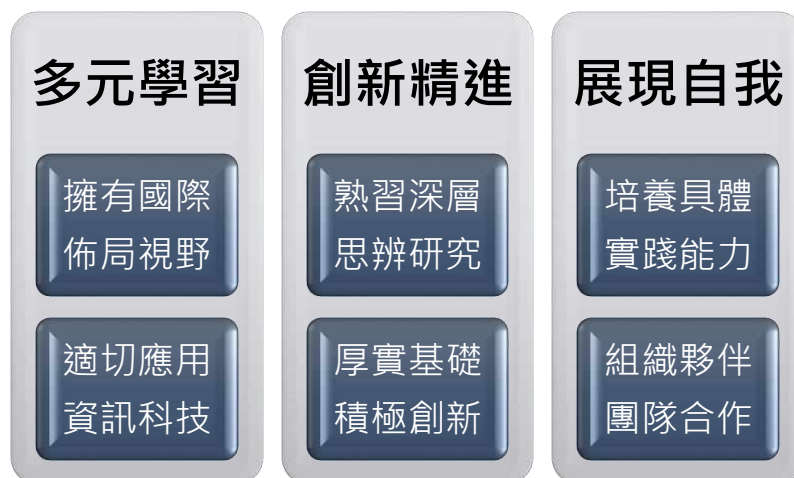 多元學習
擁有國際
佈局視野
適切應用
資訊科技
創新精進
熟習深層
思辨研究
厚實基礎
積極創新
展現自我
培養具體
實踐能力
組織夥伴
團隊合作